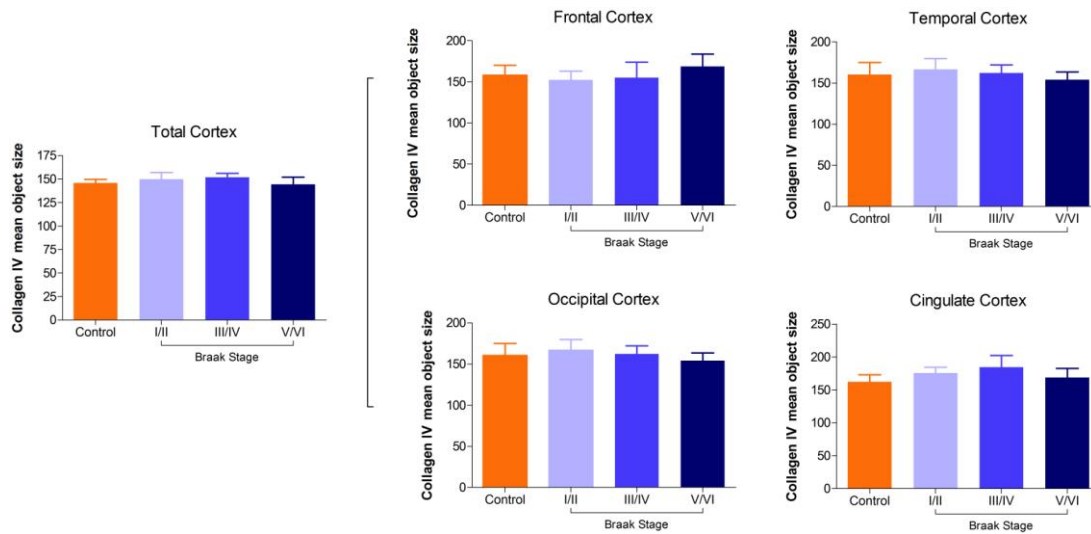 Total Cortex
Collagen IV mean object size
175
150
125
100
75
50
25
0
Control
I/II
III/IV
V/VI
Braak Stage
Frontal Cortex
Collagen IV mean object size
200
150
100
50
0
Control
I/II
III/IV
V/VI
Braak Stage
Temporal Cortex
Collagen IV mean object size
200
150
100
50
0
Control
I/II
III/IV
V/VI
Braak Stage
Occipital Cortex
Collagen IV mean object size
200
150
100
50
0
Control
I/II
III/IV
V/VI
Braak Stage
Cingulate Cortex
Collagen IV mean object size
250
200
150
100
50
0
Control
I/II
III/IV
V/VI
Braak Stage